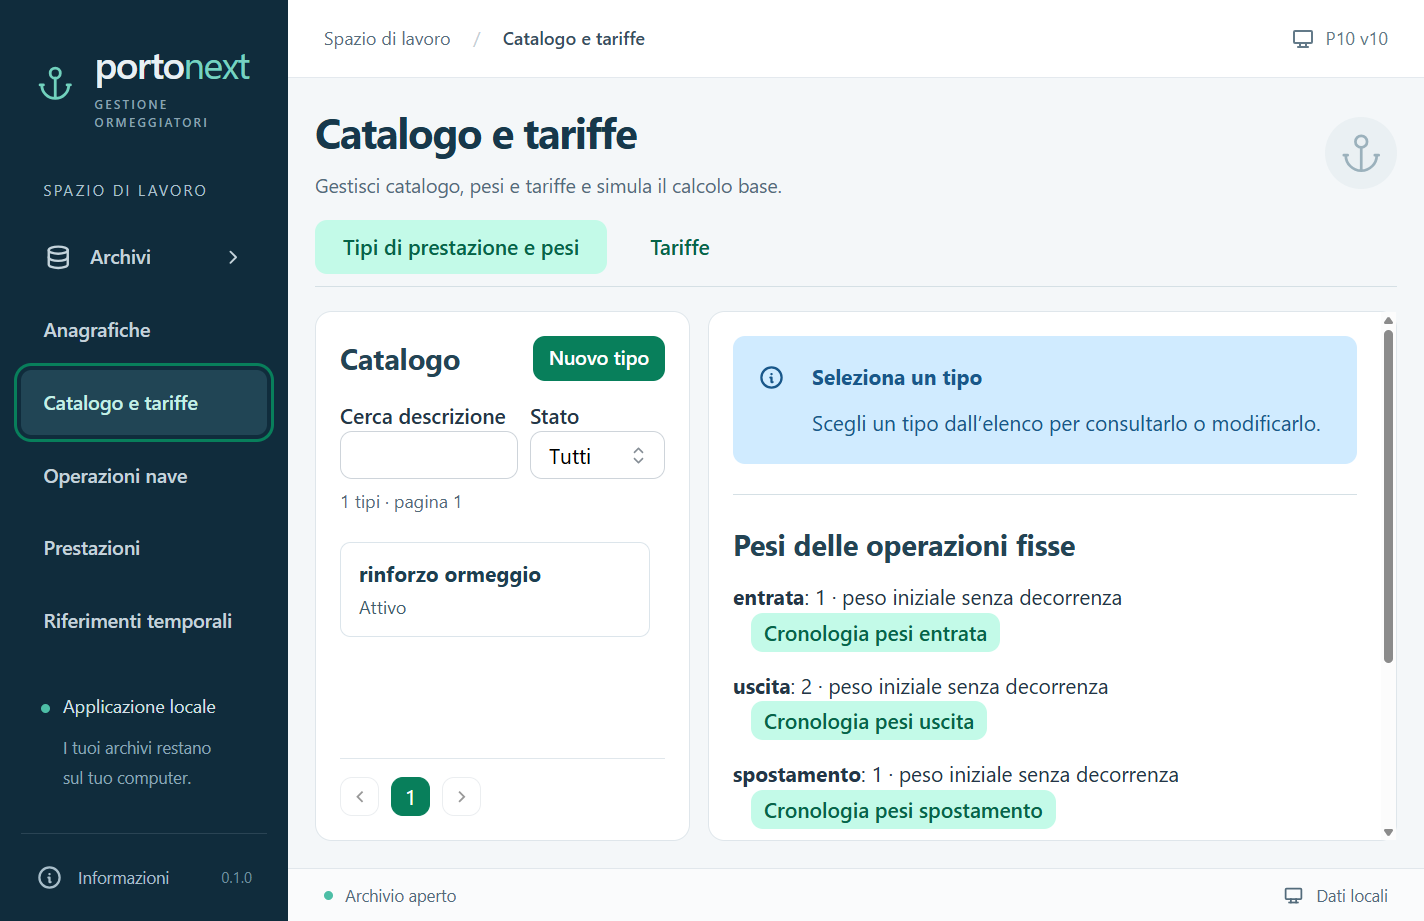 portonext
GESTIONE
ORMEGGIATORI
SPAZIO DI LAVORO
Archivi
Anagrafiche
Catalogo e tariffe
Operazioni nave
Prestazioni
Riferimenti temporali
Applicazione locale
I tuoi archivi restano
sul tuo computer.
Informazioni 0.1.0
Spazio di lavoro / Catalogo e tariffe
P10 v10
Catalogo e tariffe
Gestisci catalogo, pesi e tariffe e simula il calcolo base.
Tipi di prestazione e pesi
Tariffe
Catalogo
Nuovo tipo
Cerca descrizione
Stato
Tutti
1 tipi · pagina 1
rinforzo ormeggio
Attivo
1
Seleziona un tipo
Scegli un tipo dall’elenco per consultarlo o modificarlo.
Pesi delle operazioni fisse
entrata: 1 · peso iniziale senza decorrenza
Cronologia pesi entrata
uscita: 2 · peso iniziale senza decorrenza
Cronologia pesi uscita
spostamento: 1 · peso iniziale senza decorrenza
Cronologia pesi spostamento
Archivio aperto
Dati locali